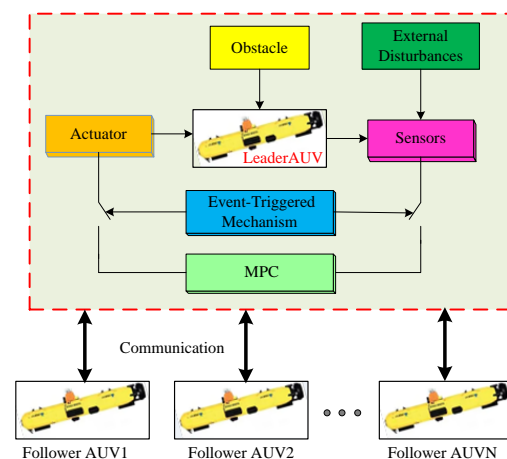 Obstacle
External
Disturbances
Actuator
LeaderAUV
Sensors
Event-Triggered
Mechanism
MPC
Communication
Follower AUV1
Follower AUV2
Follower AUVN